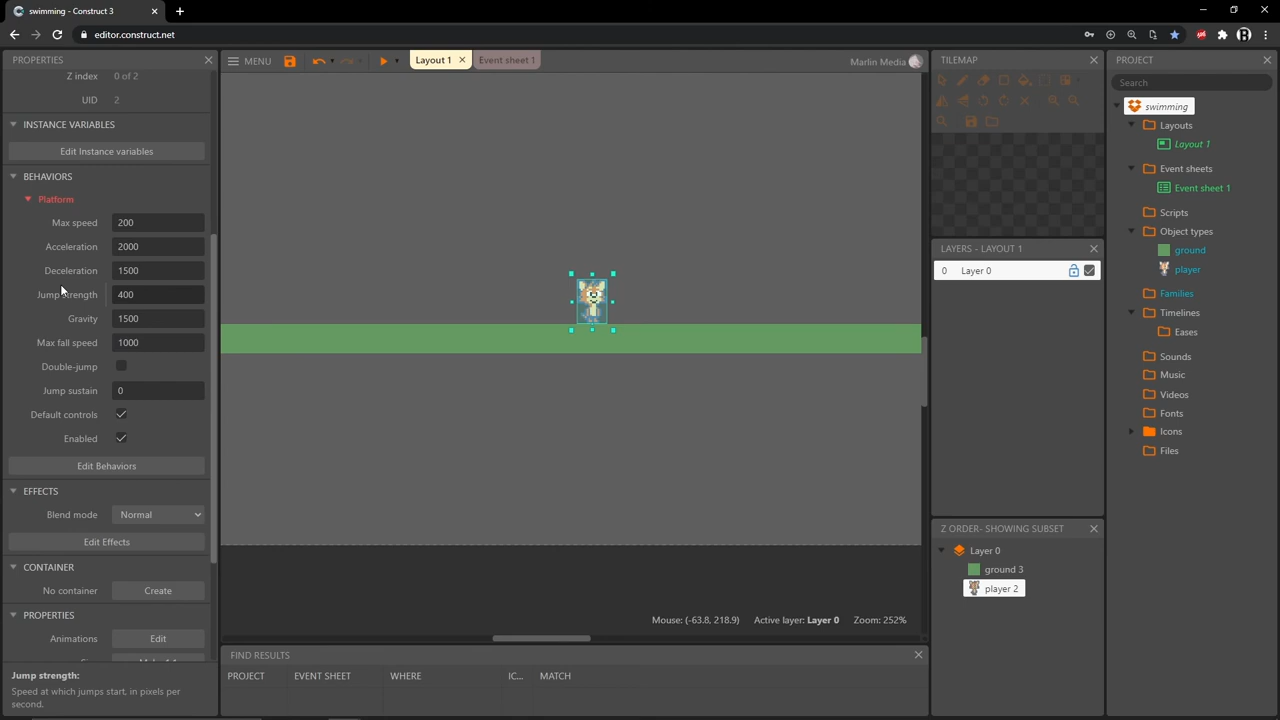 swimming - Construct 3
editor.construct.net
PROPERTIES
Z index 0 of 2
UID 2
INSTANCE VARIABLES
Edit Instance variables
BEHAVIORS
Platform
Max speed 200
Acceleration 2000
Deceleration 1500
Jump strength 400
Gravity 1500
Max fall speed 1000
Double-jump
Jump sustain 0
Default controls
Enabled
Edit Behaviors
EFFECTS
Blend mode Normal
Edit Effects
CONTAINER
No container Create
PROPERTIES
Animations Edit
Jump strength:
Speed at which jumps start, in pixels per
second.
MENU
Layout 1
Event sheet 1
Marlin Media
Mouse: (-63.8, 218.9) Active layer: Layer 0 Zoom: 252%
FIND RESULTS
PROJECT EVENT SHEET WHERE IC... MATCH
TILEMAP
LAYERS - LAYOUT 1
0 Layer 0
Z ORDER- SHOWING SUBSET
Layer 0
ground 3
player 2
PROJECT
Search
swimming
Layouts
Layout 1
Event sheets
Event sheet 1
Scripts
Object types
ground
player
Families
Timelines
Eases
Sounds
Music
Videos
Fonts
Icons
Files